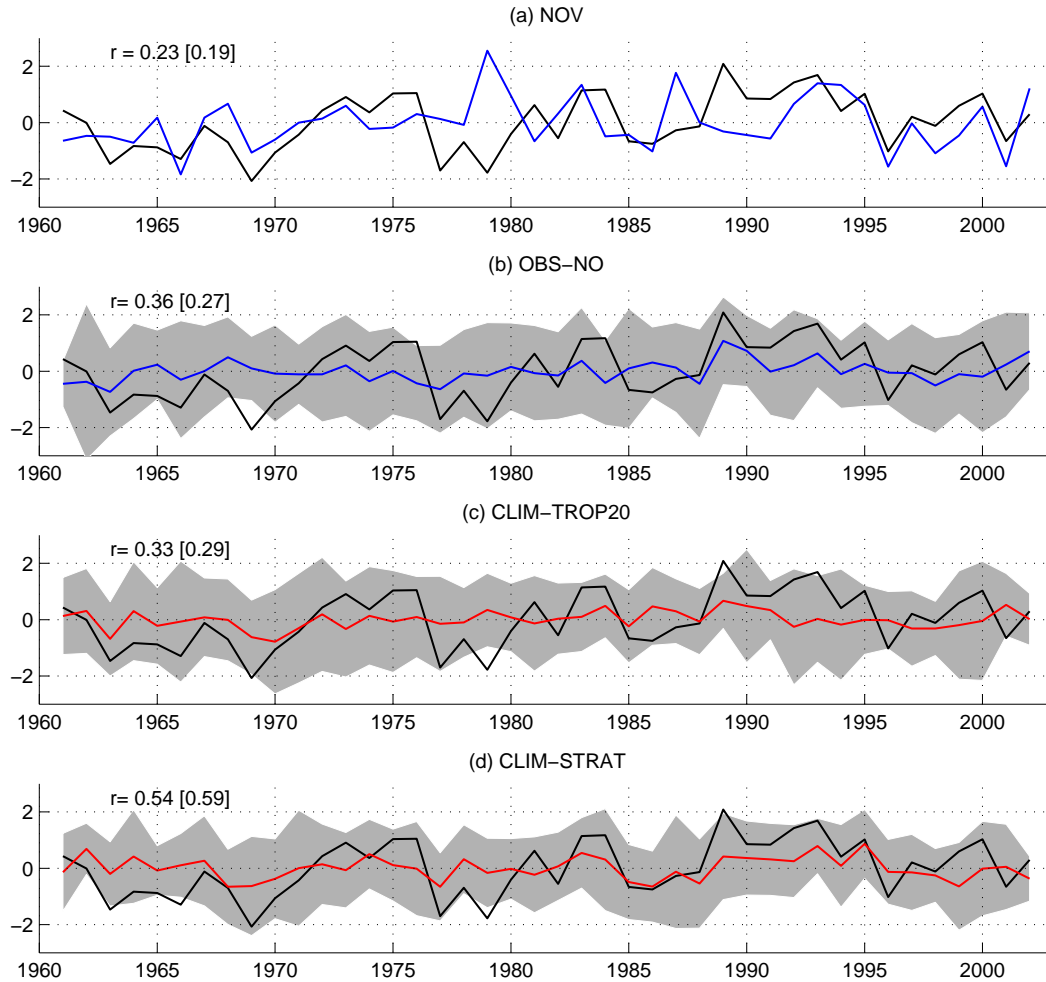 (a) NOV
r = 0.23 [0.19]
2
0
−2
1960 1965 1970 1975 1980 1985 1990 1995 2000
(b) OBS−NO
r= 0.36 [0.27]
2
0
−2
1960 1965 1970 1975 1980 1985 1990 1995 2000
(c) CLIM−TROP20
r= 0.33 [0.29]
2
0
−2
1960 1965 1970 1975 1980 1985 1990 1995 2000
(d) CLIM−STRAT
r= 0.54 [0.59]
2
0
−2
1960 1965 1970 1975 1980 1985 1990 1995 2000